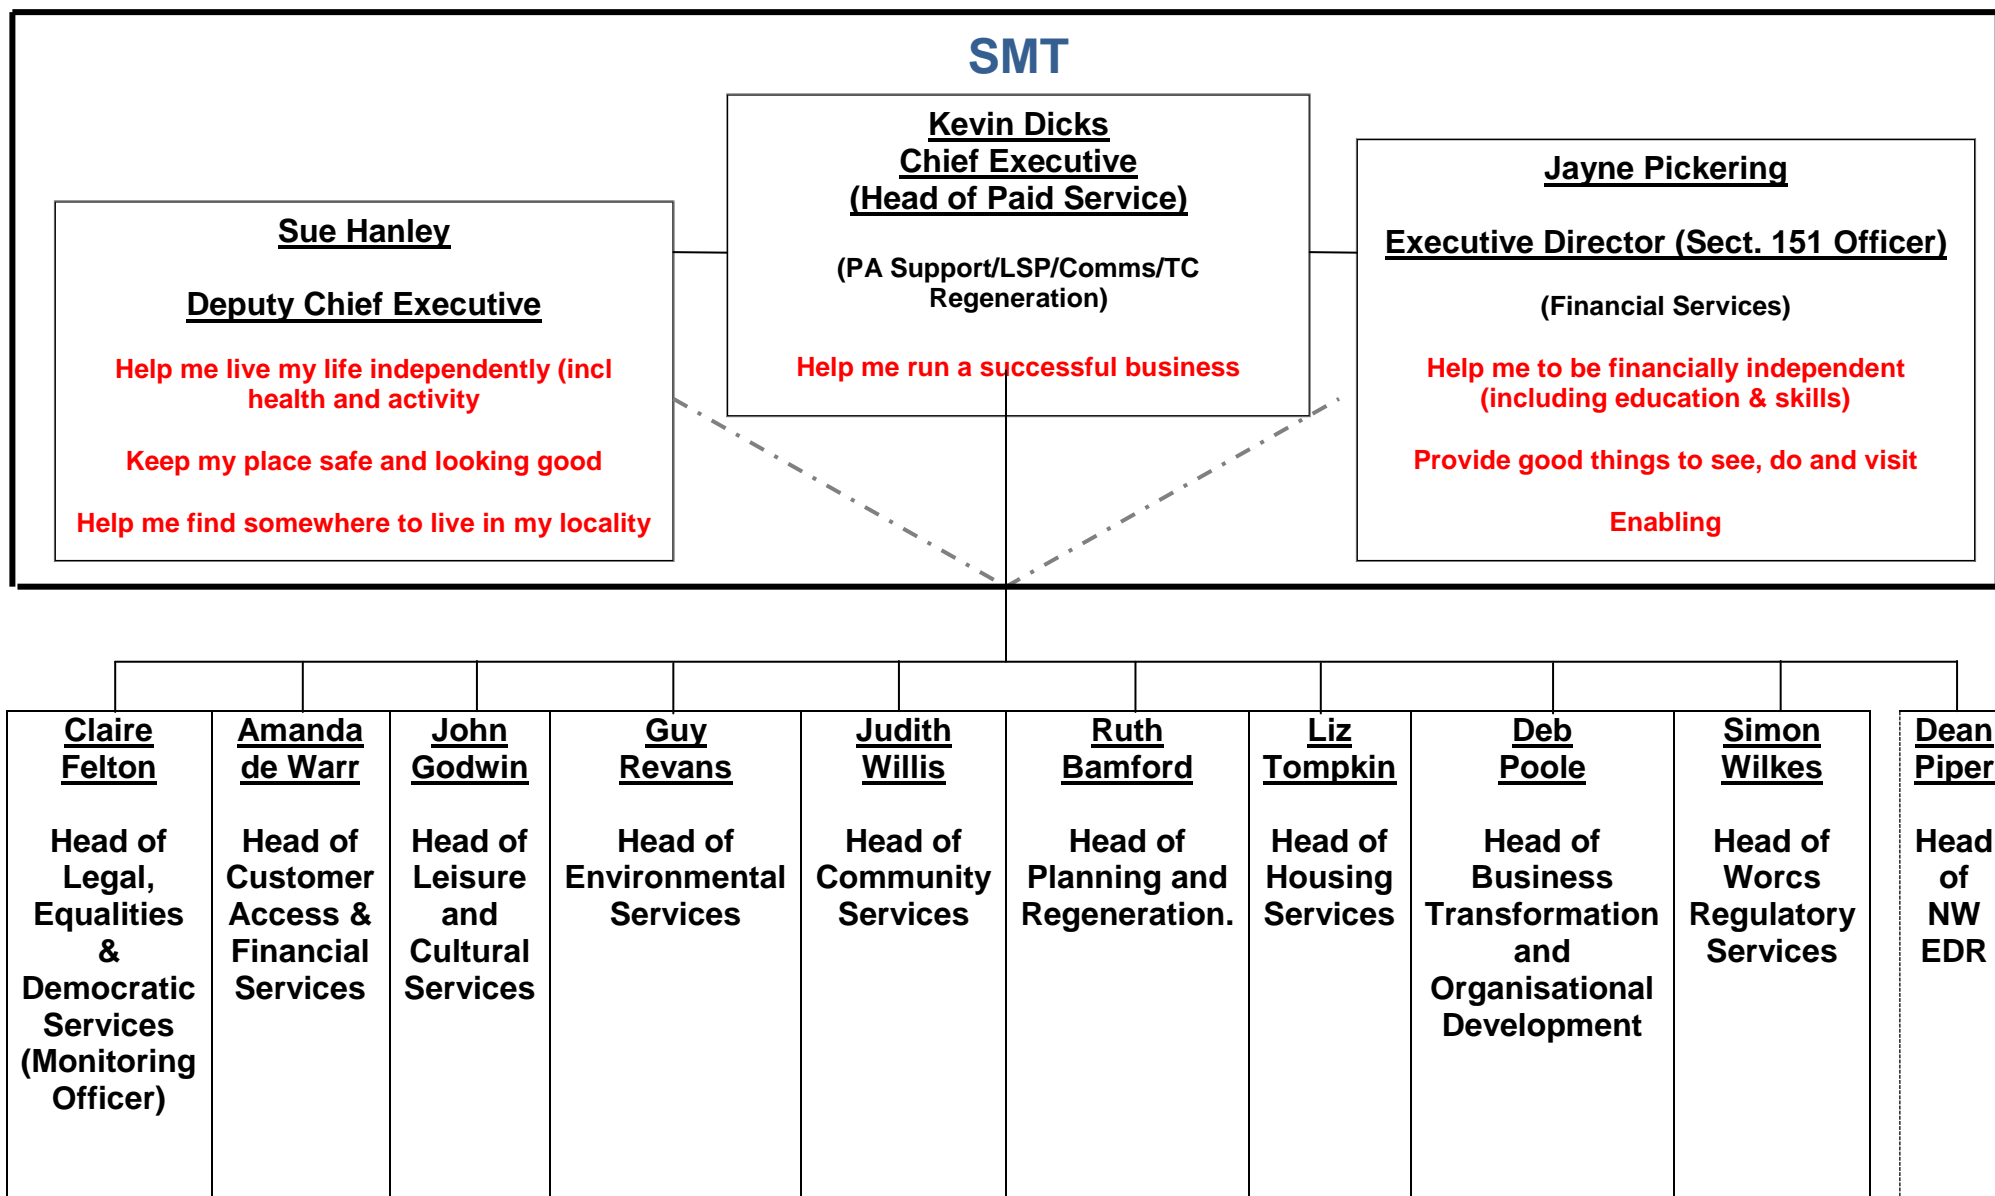 SMT
Kevin Dicks
Chief Executive
(Head of Paid Service)
(PA Support/LSP/Comms/TC
Regeneration)
Help me run a successful business
Sue Hanley
Deputy Chief Executive
Help me live my life independently (incl
health and activity
Keep my place safe and looking good
Help me find somewhere to live in my locality
Jayne Pickering
Executive Director (Sect. 151 Officer)
(Financial Services)
Help me to be financially independent
(including education & skills)
Provide good things to see, do and visit
Enabling
Claire
Felton
Head of
Legal,
Equalities
&
Democratic
Services
(Monitoring
Officer)
Amanda
de Warr
Head of
Customer
Access &
Financial
Services
John
Godwin
Head of
Leisure
and
Cultural
Services
Guy
Revans
Head of
Environmental
Services
Judith
Willis
Head of
Community
Services
Ruth
Bamford
Head of
Planning and
Regeneration.
Liz
Tompkin
Head of
Housing
Services
Deb
Poole
Head of
Business
Transformation
and
Organisational
Development
Simon
Wilkes
Head of
Worcs
Regulatory
Services
Dean
Piper
Head
of
NW
EDR